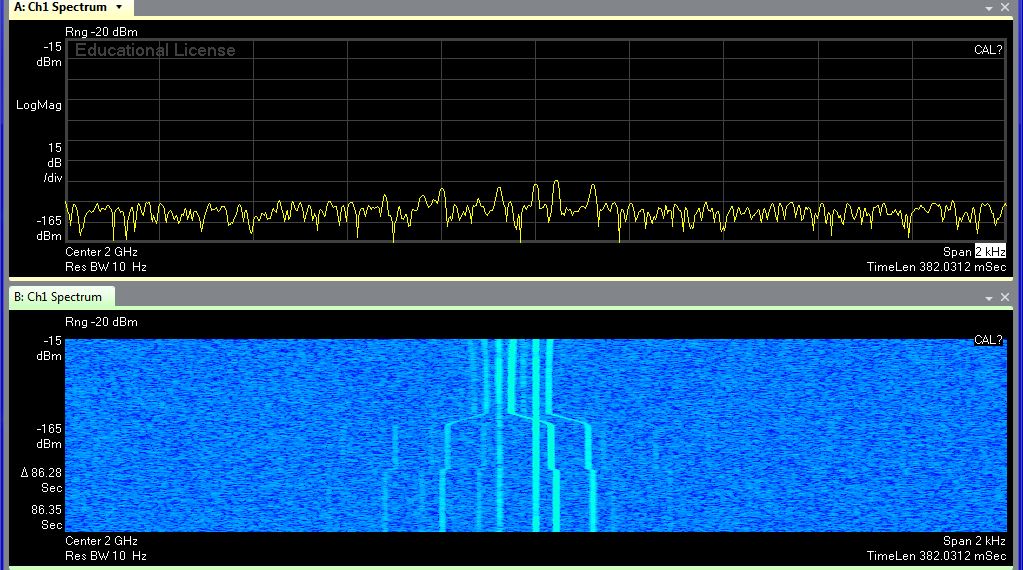 A: Ch1 Spectrum
Rng -20 dBm
-15
dBm
Educational License
CAL?
LogMag
15
dB
/div
-165
dBm
Center 2 GHz
Span 2 kHz
Res BW 10 Hz
TimeLen 382.0312 mSec
B: Ch1 Spectrum
Rng -20 dBm
-15
dBm
CAL?
-165
dBm
Δ 86.28
Sec
86.35
Sec
Center 2 GHz
Span 2 kHz
Res BW 10 Hz
TimeLen 382.0312 mSec